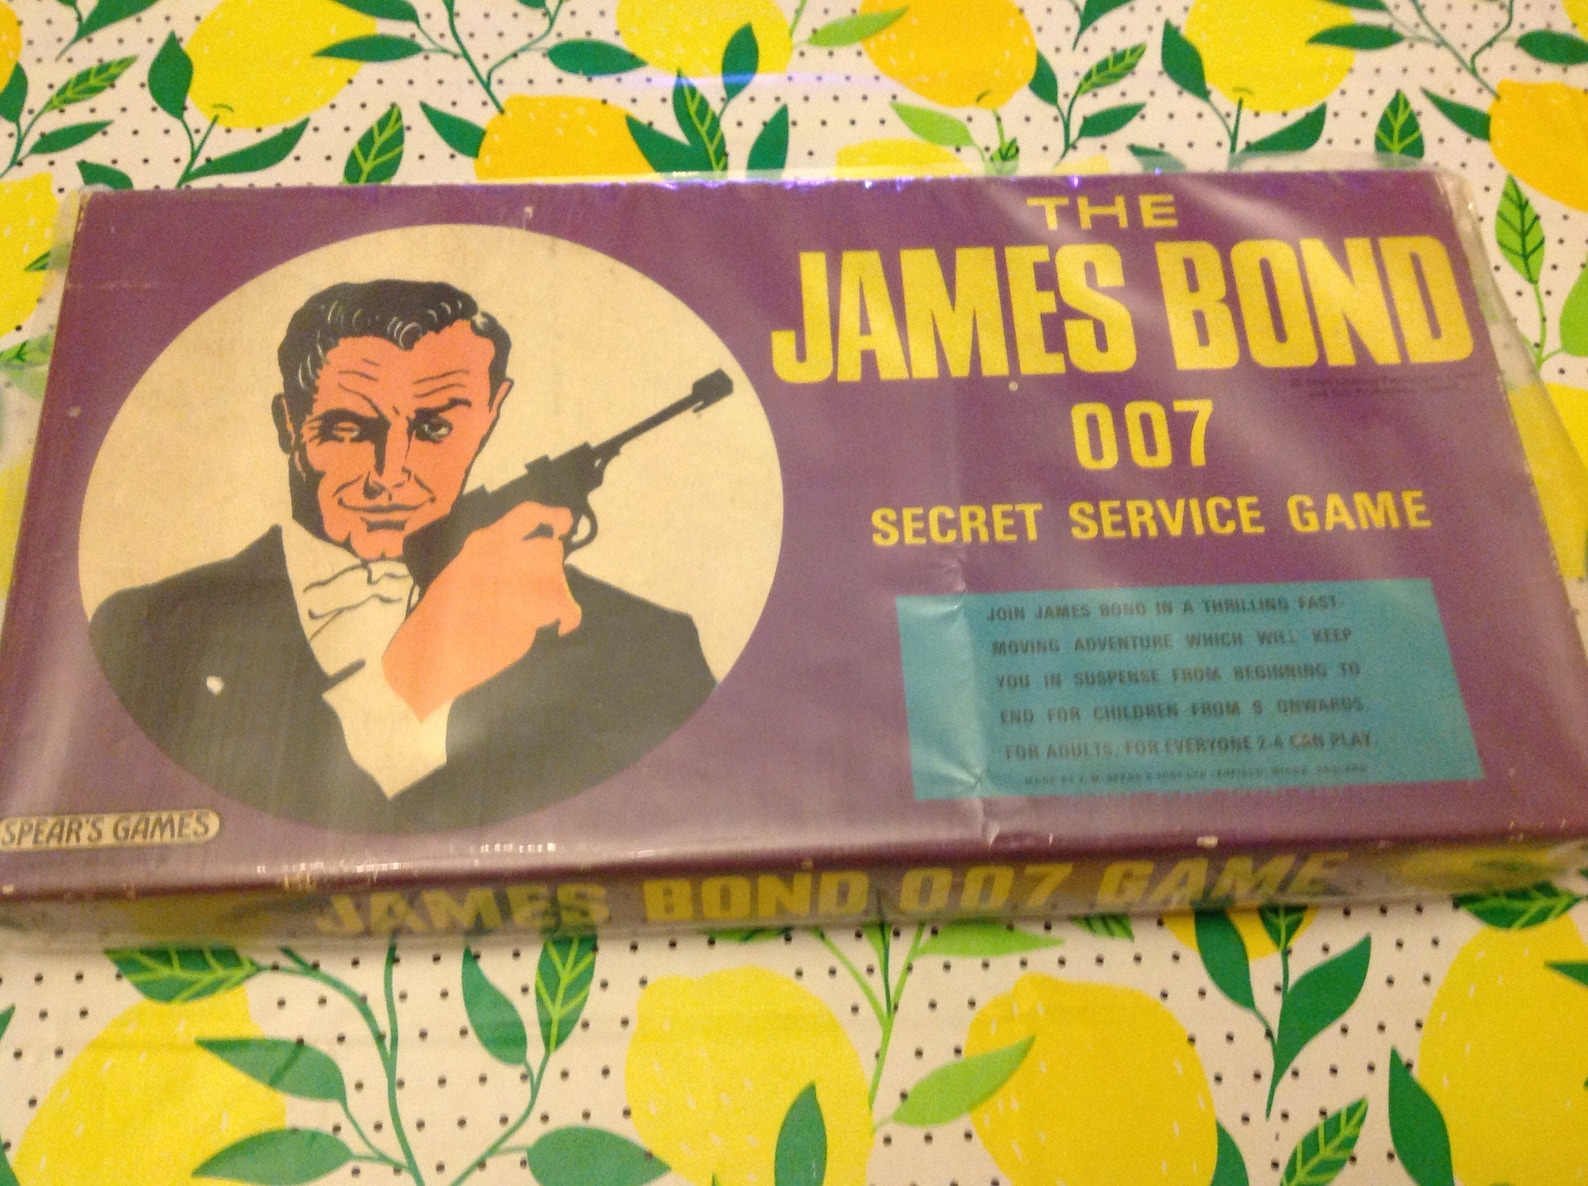 THE
JAMES BOND
007
SECRET SERVICE GAME
JOIN JAMES BOND IN A THRILLING FAST-
MOVING ADVENTURE WHICH WILL KEEP
YOU IN SUSPENSE FROM BEGINNING TO
END FOR CHILDREN FROM 9 ONWARDS,
FOR ADULTS, FOR EVERYONE 2-4 CAN PLAY
SPEAR'S GAMES
JAMES BOND 007 GAME